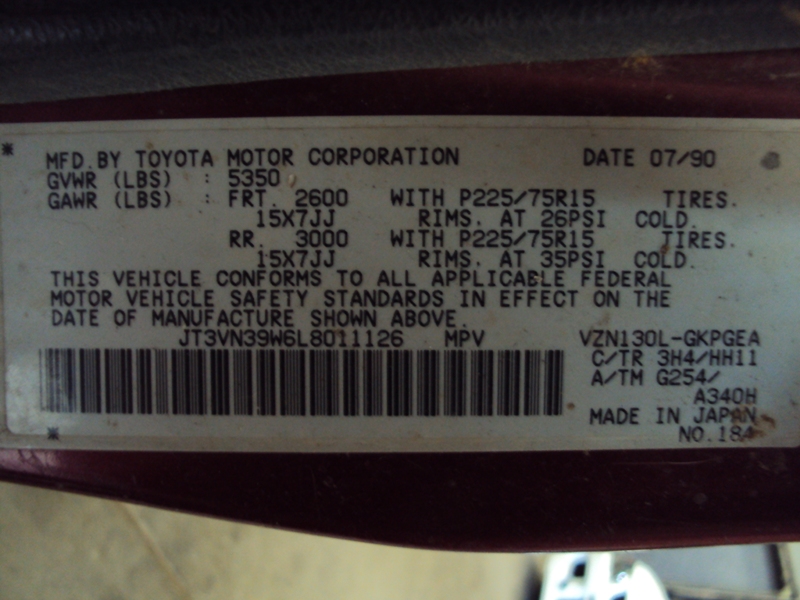 MFD.BY TOYOTA MOTOR CORPORATION DATE 07/90
GVWR (LBS) : 5350
GAWR (LBS) : FRT. 2600 WITH P225/75R15 TIRES.
15X7JJ RIMS. AT 26PSI COLD.
RR. 3000 WITH P225/75R15 TIRES.
15X7JJ RIMS. AT 35PSI COLD.
THIS VEHICLE CONFORMS TO ALL APPLICABLE FEDERAL
MOTOR VEHICLE SAFETY STANDARDS IN EFFECT ON THE
DATE OF MANUFACTURE SHOWN ABOVE.
JT3VN39W6L8011126 MPV VZN130L-GKPGEA
C/TR 3H4/HH11
A/TM G254/
A340H
MADE IN JAPAN
NO.18A